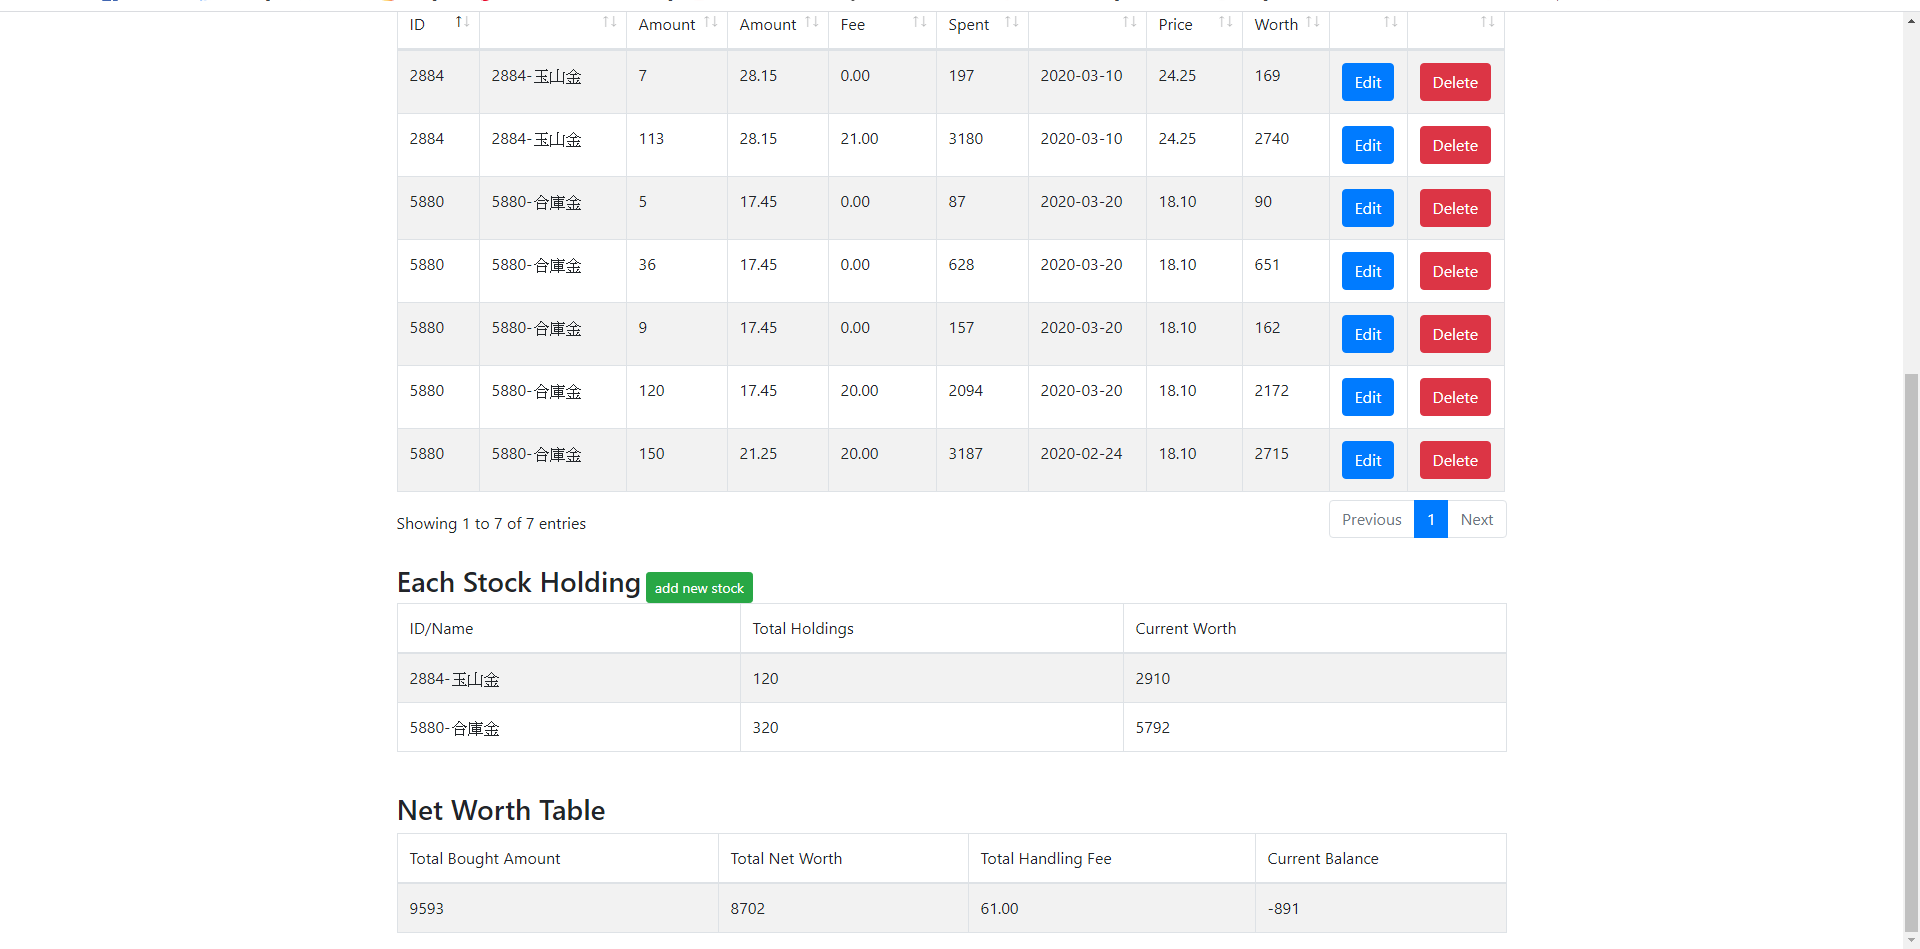 ID Amount Amount Fee Spent Price Worth
2884 2884-玉山金 7 28.15 0.00 197 2020-03-10 24.25 169 Edit Delete
2884 2884-玉山金 113 28.15 21.00 3180 2020-03-10 24.25 2740 Edit Delete
5880 5880-合庫金 5 17.45 0.00 87 2020-03-20 18.10 90 Edit Delete
5880 5880-合庫金 36 17.45 0.00 628 2020-03-20 18.10 651 Edit Delete
5880 5880-合庫金 9 17.45 0.00 157 2020-03-20 18.10 162 Edit Delete
5880 5880-合庫金 120 17.45 20.00 2094 2020-03-20 18.10 2172 Edit Delete
5880 5880-合庫金 150 21.25 20.00 3187 2020-02-24 18.10 2715 Edit Delete
Showing 1 to 7 of 7 entries Previous 1 Next
Each Stock Holding add new stock
ID/Name Total Holdings Current Worth
2884-玉山金 120 2910
5880-合庫金 320 5792
Net Worth Table
Total Bought Amount Total Net Worth Total Handling Fee Current Balance
9593 8702 61.00 -891